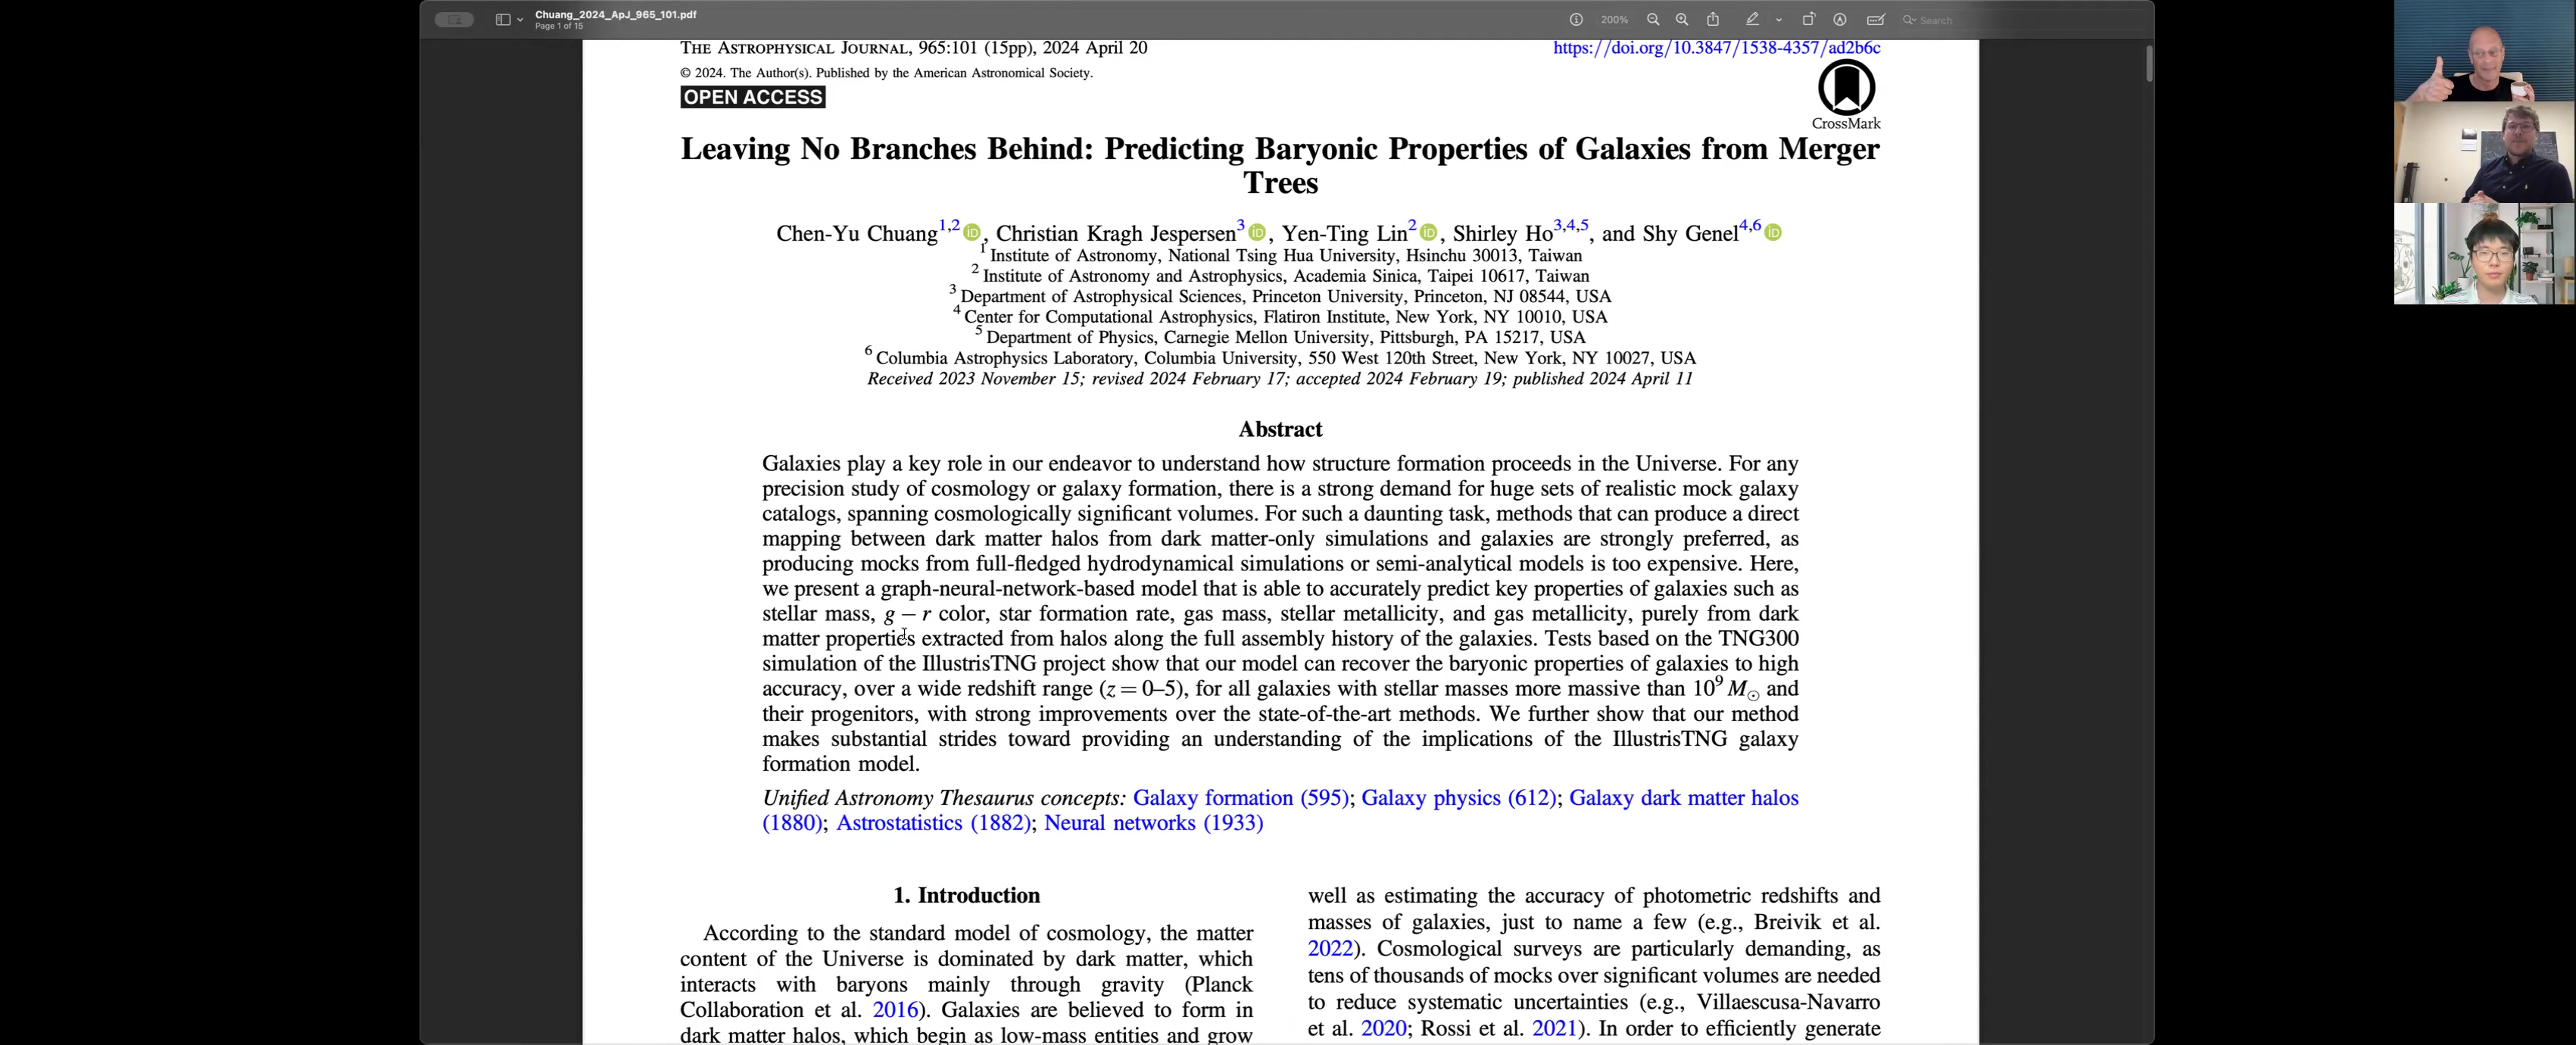 Chuang_2024_ApJ_965_101.pdf
Page 1 of 15
200%
Search
THE ASTROPHYSICAL JOURNAL, 965:101 (15pp), 2024 April 20
https://doi.org/10.3847/1538-4357/ad2b6c
© 2024. The Author(s). Published by the American Astronomical Society.
OPEN ACCESS
CrossMark
Leaving No Branches Behind: Predicting Baryonic Properties of Galaxies from Merger
Trees
Chen-Yu Chuang1,2 iD, Christian Kragh Jespersen3 iD, Yen-Ting Lin2 iD, Shirley Ho3,4,5, and Shy Genel4,6 iD
1 Institute of Astronomy, National Tsing Hua University, Hsinchu 30013, Taiwan
2 Institute of Astronomy and Astrophysics, Academia Sinica, Taipei 10617, Taiwan
3 Department of Astrophysical Sciences, Princeton University, Princeton, NJ 08544, USA
4 Center for Computational Astrophysics, Flatiron Institute, New York, NY 10010, USA
5 Department of Physics, Carnegie Mellon University, Pittsburgh, PA 15217, USA
6 Columbia Astrophysics Laboratory, Columbia University, 550 West 120th Street, New York, NY 10027, USA
Received 2023 November 15; revised 2024 February 17; accepted 2024 February 19; published 2024 April 11
Abstract
Galaxies play a key role in our endeavor to understand how structure formation proceeds in the Universe. For any
precision study of cosmology or galaxy formation, there is a strong demand for huge sets of realistic mock galaxy
catalogs, spanning cosmologically significant volumes. For such a daunting task, methods that can produce a direct
mapping between dark matter halos from dark matter-only simulations and galaxies are strongly preferred, as
producing mocks from full-fledged hydrodynamical simulations or semi-analytical models is too expensive. Here,
we present a graph-neural-network-based model that is able to accurately predict key properties of galaxies such as
stellar mass, g − r color, star formation rate, gas mass, stellar metallicity, and gas metallicity, purely from dark
matter properties extracted from halos along the full assembly history of the galaxies. Tests based on the TNG300
simulation of the IllustrisTNG project show that our model can recover the baryonic properties of galaxies to high
accuracy, over a wide redshift range (z = 0–5), for all galaxies with stellar masses more massive than 10⁹ M⊙ and
their progenitors, with strong improvements over the state-of-the-art methods. We further show that our method
makes substantial strides toward providing an understanding of the implications of the IllustrisTNG galaxy
formation model.
Unified Astronomy Thesaurus concepts: Galaxy formation (595); Galaxy physics (612); Galaxy dark matter halos
(1880); Astrostatistics (1882); Neural networks (1933)
1. Introduction
According to the standard model of cosmology, the matter
content of the Universe is dominated by dark matter, which
interacts with baryons mainly through gravity (Planck
Collaboration et al. 2016). Galaxies are believed to form in
dark matter halos, which begin as low-mass entities and grow
well as estimating the accuracy of photometric redshifts and
masses of galaxies, just to name a few (e.g., Breivik et al.
2022). Cosmological surveys are particularly demanding, as
tens of thousands of mocks over significant volumes are needed
to reduce systematic uncertainties (e.g., Villaescusa-Navarro
et al. 2020; Rossi et al. 2021). In order to efficiently generate